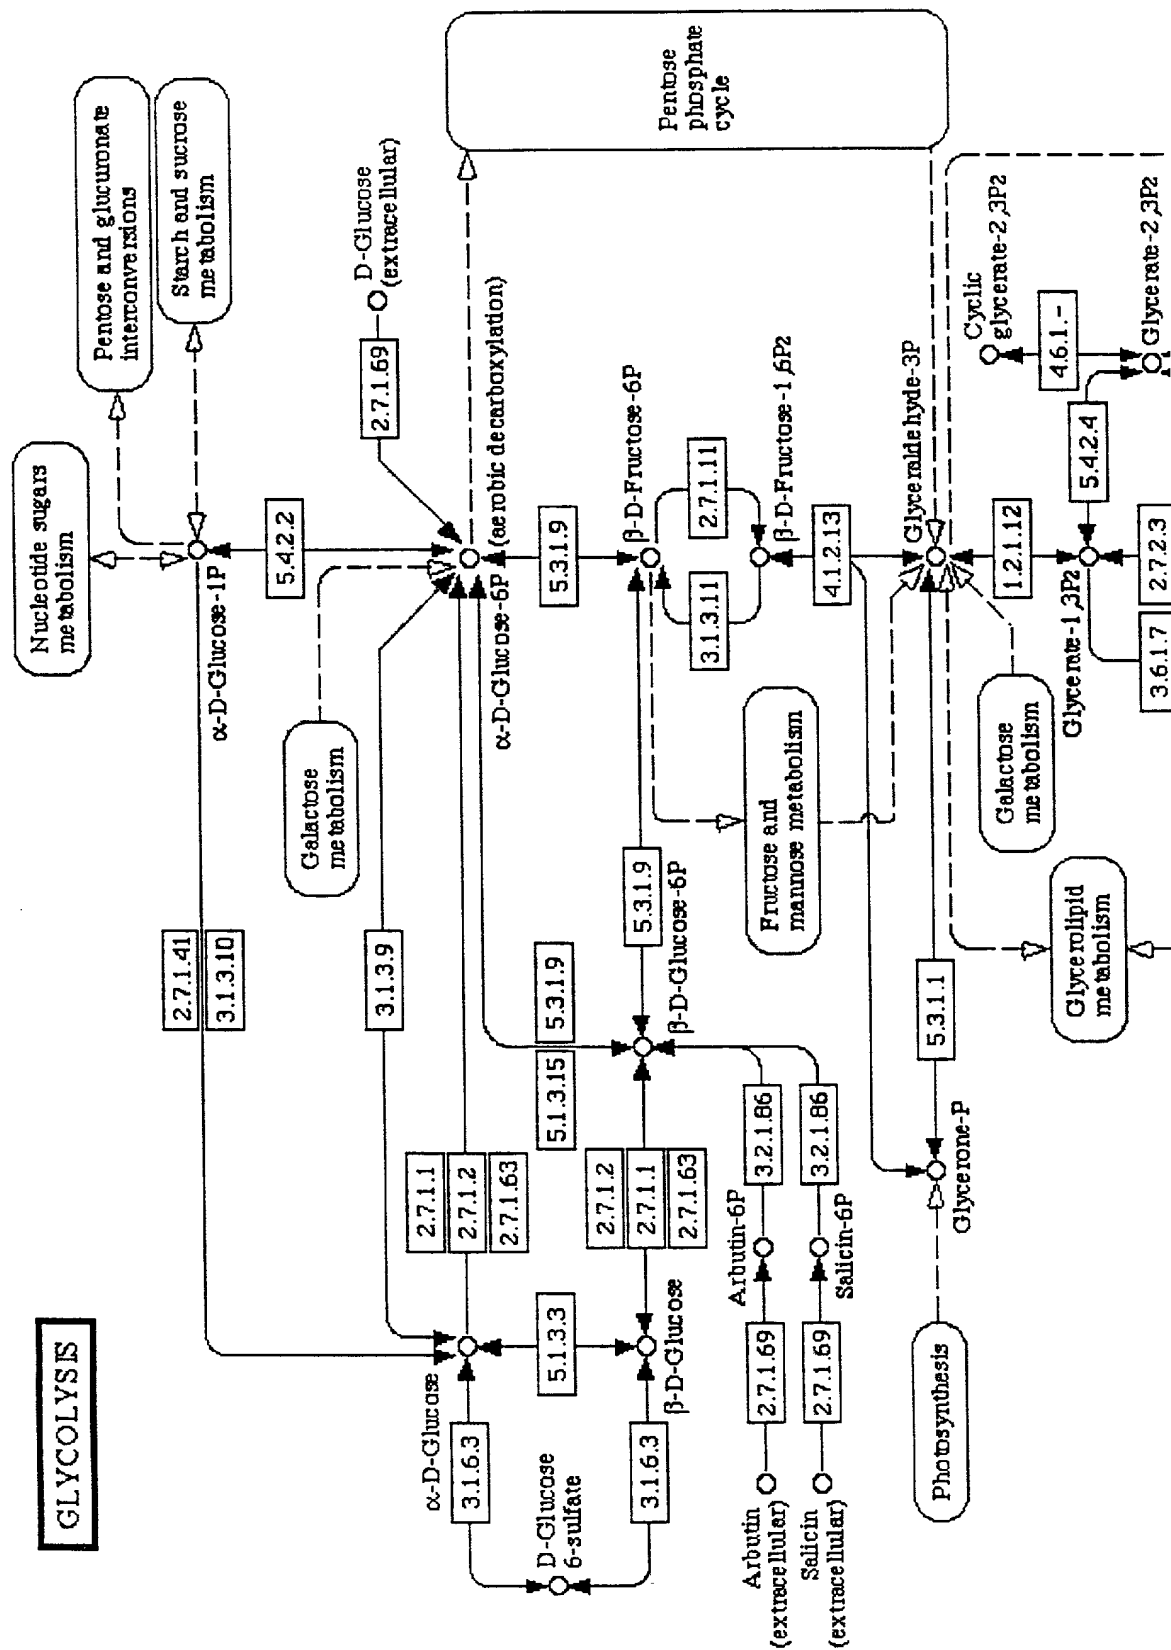 GLYCOLYSIS
Nucleotide sugars
metabolism
Pentose and glucuronate
interconversions
Starch and sucrose
metabolism
α-D-Glucose-1P
2.7.1.41
3.1.3.10
5.4.2.2
Galactose
metabolism
3.1.3.9
D-Glucose
(extracellular)
2.7.1.69
α-D-Glucose
3.1.6.3
2.7.1.1
2.7.1.2
2.7.1.63
α-D-Glucose-6P
(aerobic decarboxylation)
D-Glucose
6-sulfate
5.1.3.3
5.1.3.15
5.3.1.9
5.3.1.9
Pentose
phosphate
cycle
3.1.6.3
β-D-Glucose
2.7.1.2
2.7.1.1
2.7.1.63
β-D-Glucose-6P
5.3.1.9
β-D-Fructose-6P
3.1.3.11
2.7.1.11
β-D-Fructose-1,6P2
Arbutin
(extracellular)
2.7.1.69
Arbutin-6P
3.2.1.86
Salicin
(extracellular)
2.7.1.69
Salicin-6P
3.2.1.86
Fructose and
mannose metabolism
4.1.2.13
Photosynthesis
Glycerone-P
5.3.1.1
Glyceraldehyde-3P
Galactose
metabolism
1.2.1.12
Cyclic
glycerate-2,3P2
Glycerolipid
metabolism
Glycerate-1,3P2
5.4.2.4
4.6.1.-
Glycerate-2,3P2
3.6.1.7
2.7.2.3